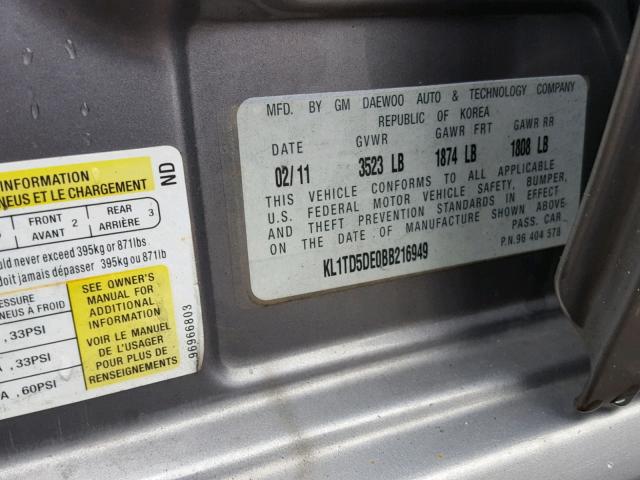 MFD. BY GM DAEWOO AUTO & TECHNOLOGY COMPANY
REPUBLIC OF KOREA
DATE GVWR GAWR FRT GAWR RR
02/11 3523 LB 1874 LB 1808 LB
THIS VEHICLE CONFORMS TO ALL APPLICABLE
U.S. FEDERAL MOTOR VEHICLE SAFETY, BUMPER,
AND THEFT PREVENTION STANDARDS IN EFFECT
ON THE DATE OF MANUFACTURE SHOWN ABOVE.
PASS. CAR
P.N.96 404 578
KL1TD5DE0BB216949
INFORMATION
NEUS ET LE CHARGEMENT
ND
FRONT 2 REAR 3
AVANT ARRIÈRE
uld never exceed 395kg or 871lbs
doit jamais dépasser 395kg ou 871lb
ESSURE
NEUS À FROID
, 33PSI
, 33PSI
, 60PSI
SEE OWNER'S
MANUAL FOR
ADDITIONAL
INFORMATION
VOIR LE MANUEL
DE L'USAGER
POUR PLUS DE
RENSEIGNEMENTS
96966803